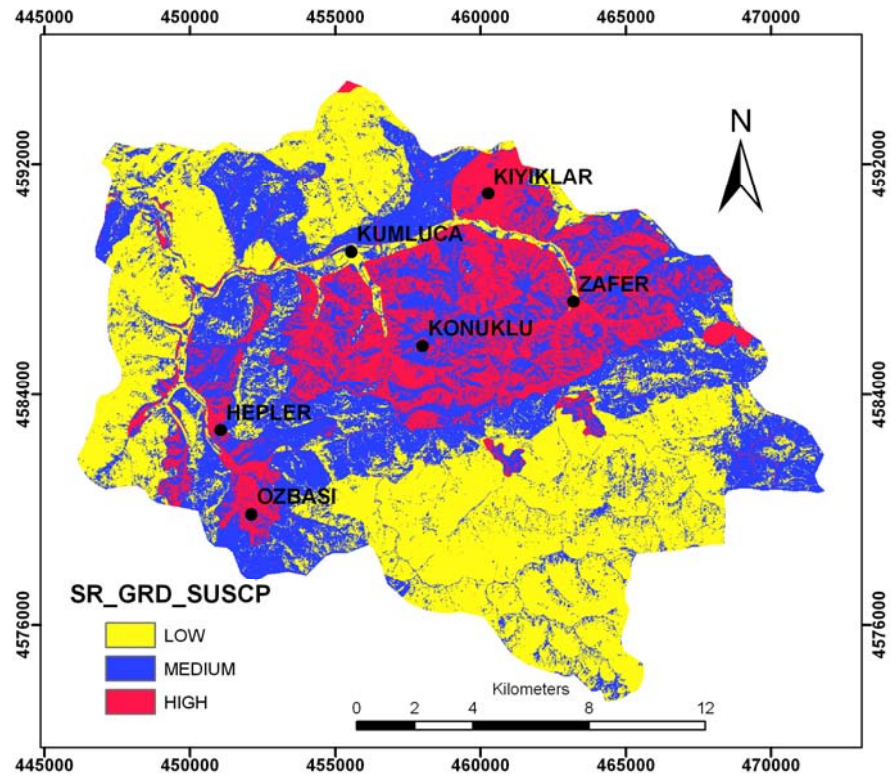 445000 450000 455000 460000 465000 470000
N
4592000 4592000
KIYIKLAR
KUMLUCA
ZAFER
KONUKLU
4584000 4584000
HEPLER
OZBASI
SR_GRD_SUSCP
4576000 4576000
LOW
MEDIUM
HIGH
Kilometers
0 2 4 8 12
445000 450000 455000 460000 465000 470000